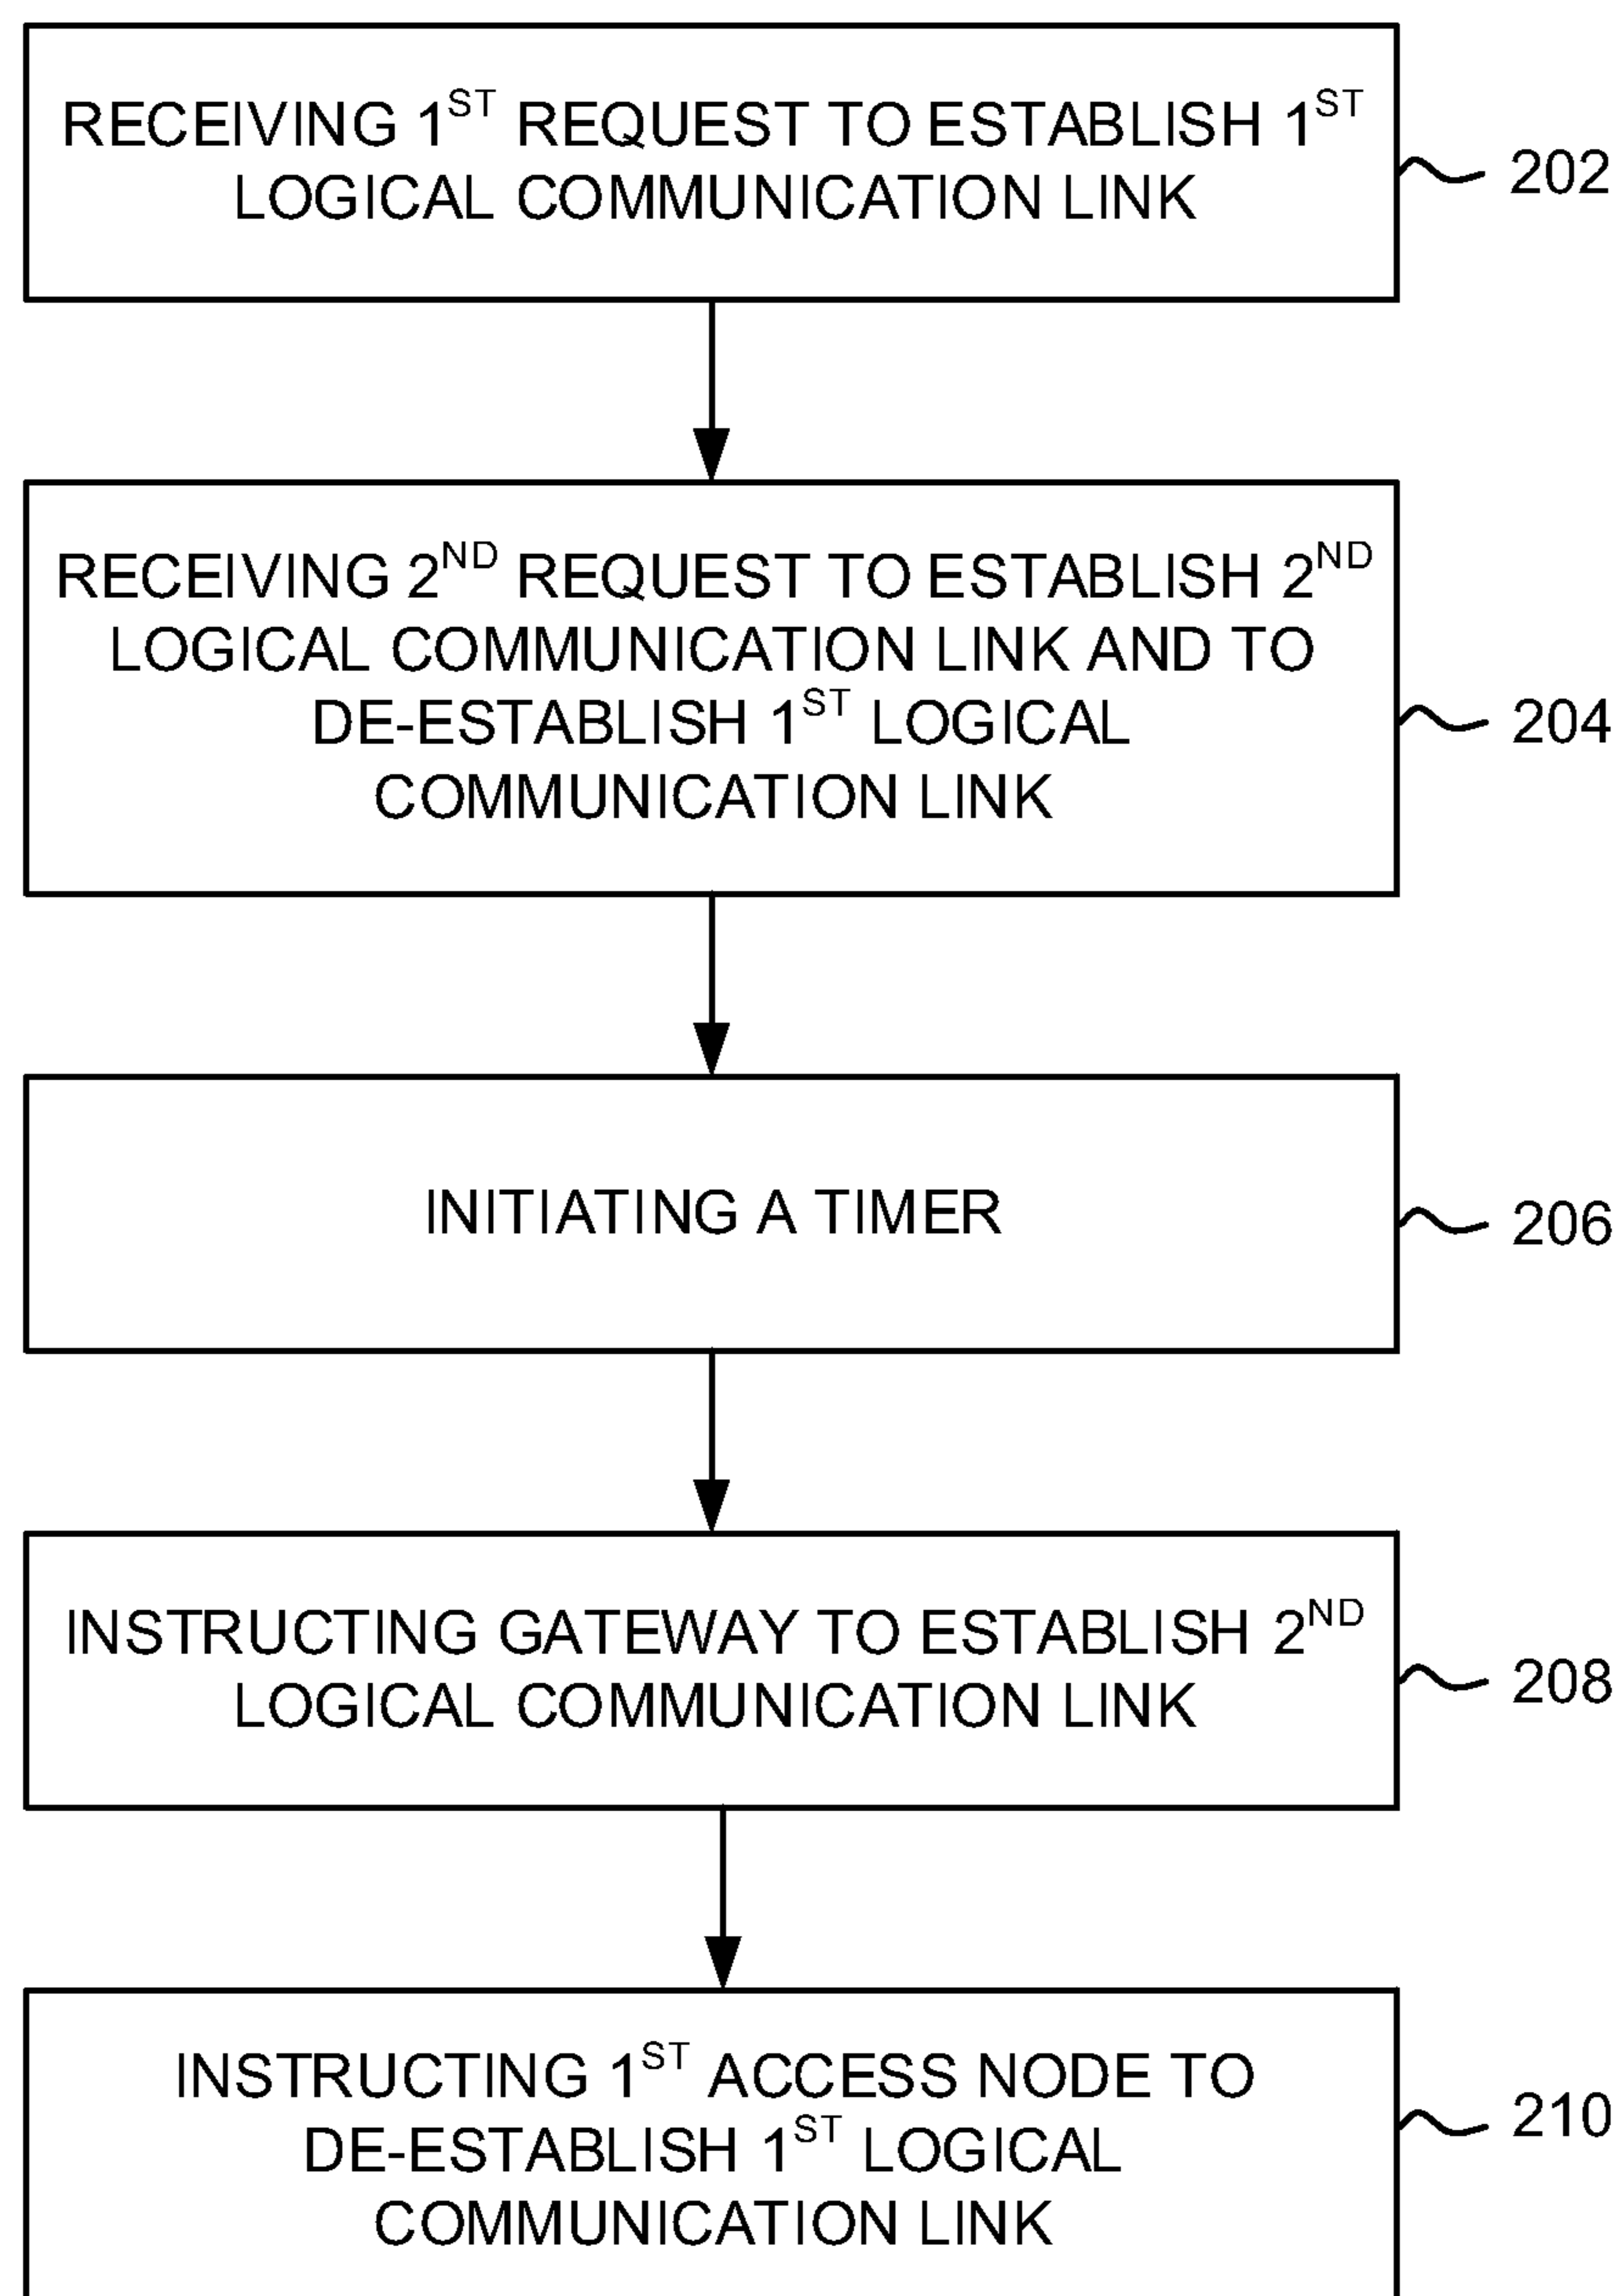 RECEIVING 1ST REQUEST TO ESTABLISH 1ST
LOGICAL COMMUNICATION LINK
202
RECEIVING 2ND REQUEST TO ESTABLISH 2ND
LOGICAL COMMUNICATION LINK AND TO
DE-ESTABLISH 1ST LOGICAL
COMMUNICATION LINK
204
INITIATING A TIMER
206
INSTRUCTING GATEWAY TO ESTABLISH 2ND
LOGICAL COMMUNICATION LINK
208
INSTRUCTING 1ST ACCESS NODE TO
DE-ESTABLISH 1ST LOGICAL
COMMUNICATION LINK
210